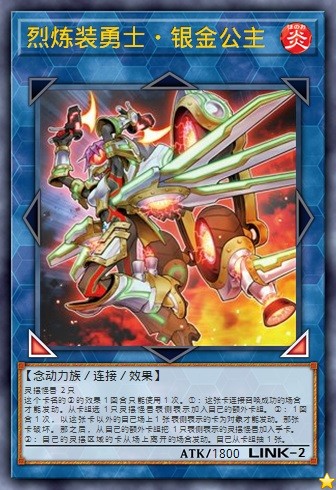 烈炼装勇士·银金公主
炎
【念动力族/连接/效果】
灵摆怪兽2只
这个卡名的①的效果1回合只能使用1次。①：这张卡连接召唤成功的场合
才能发动。从卡组选1只灵摆怪兽表侧表示加入自己的额外卡组。②：1回
合1次，以这张卡以外的自己场上1张表侧表示的卡为对象才能发动。那张
卡破坏。那之后，从自己的额外卡组把1只表侧表示的灵摆怪兽加入手卡。
③：自己的灵摆区域的卡从场上离开的场合发动。自己从卡组抽1张。
ATK/1800 LINK-2